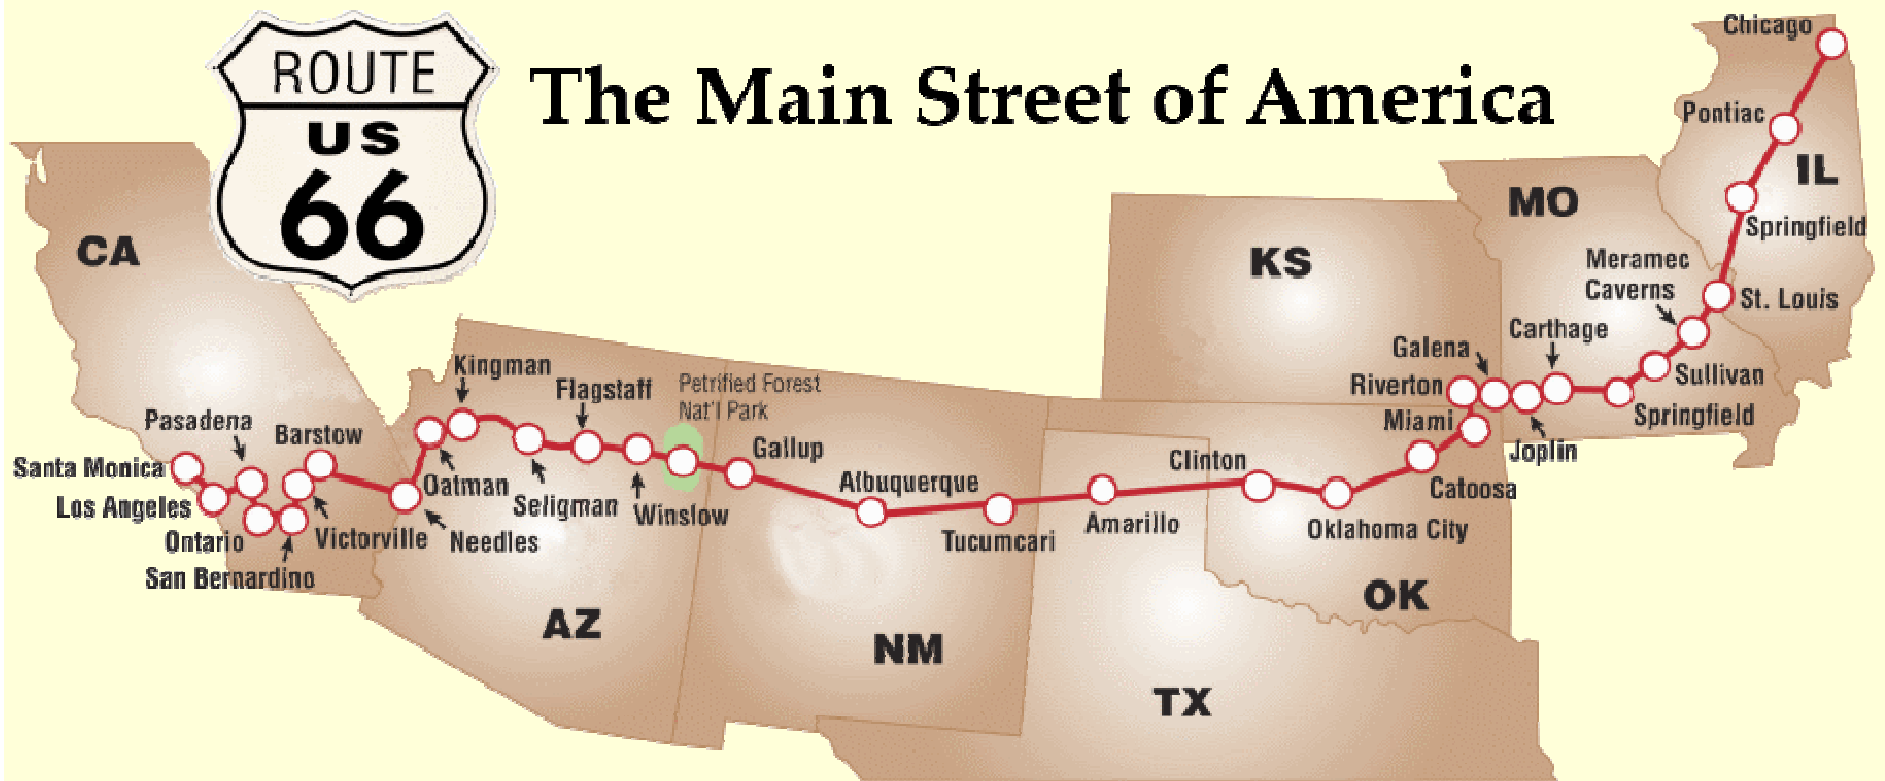 ROUTE
US
66
The Main Street of America
Chicago
Pontiac
IL
Springfield
MO
Meramec
Caverns
St. Louis
CA
KS
Carthage
Galena
Riverton
Sullivan
Miami
Springfield
Joplin
Kingman
Flagstaff
Petrified Forest
Nat'l Park
Pasadena
Barstow
Gallup
Santa Monica
Clinton
Albuquerque
Oatman
Catoosa
Los Angeles
Seligman
Winslow
Amarillo
Oklahoma City
Ontario
Victorville
Needles
Tucumcari
San Bernardino
OK
AZ
NM
TX